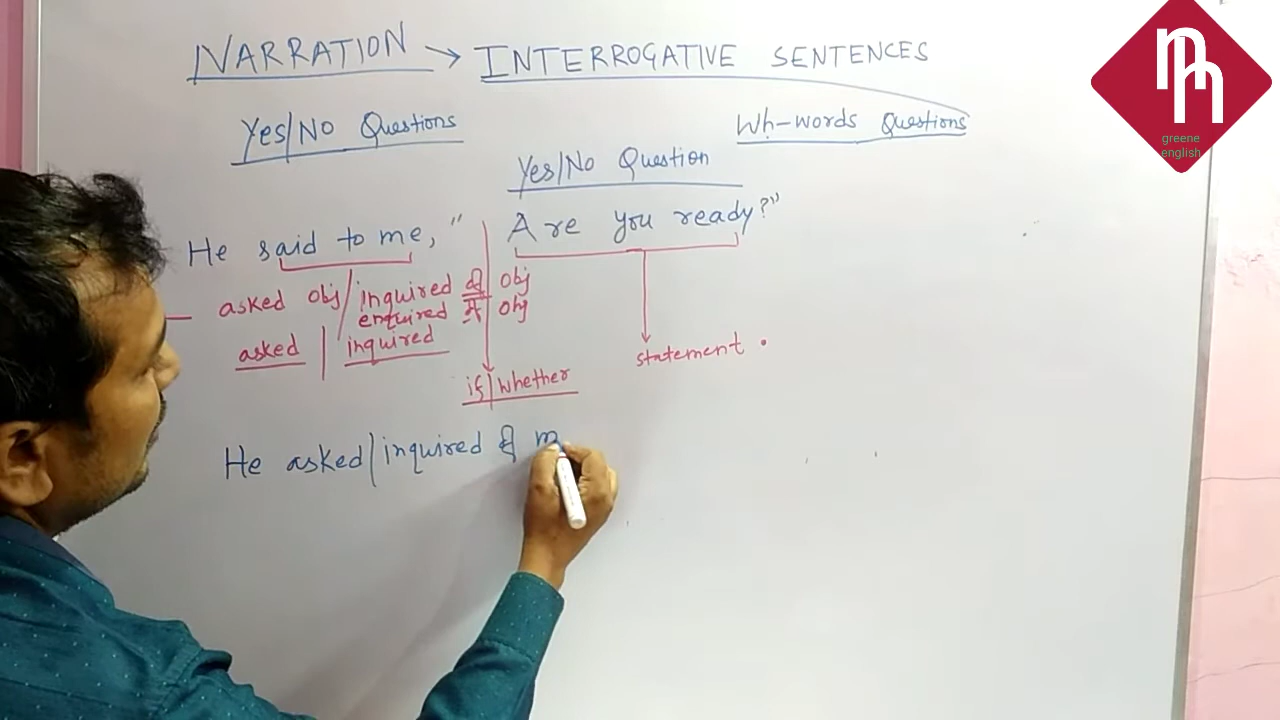 NARRATION → INTERROGATIVE SENTENCES
Yes/No Questions
Wh-words Questions
Yes/No Question
He said to me, " Are you ready?"
asked obj/inquired of obj
enquired of obj
asked | inquired
statement .
if|whether
He asked/inquired of m
greene
english